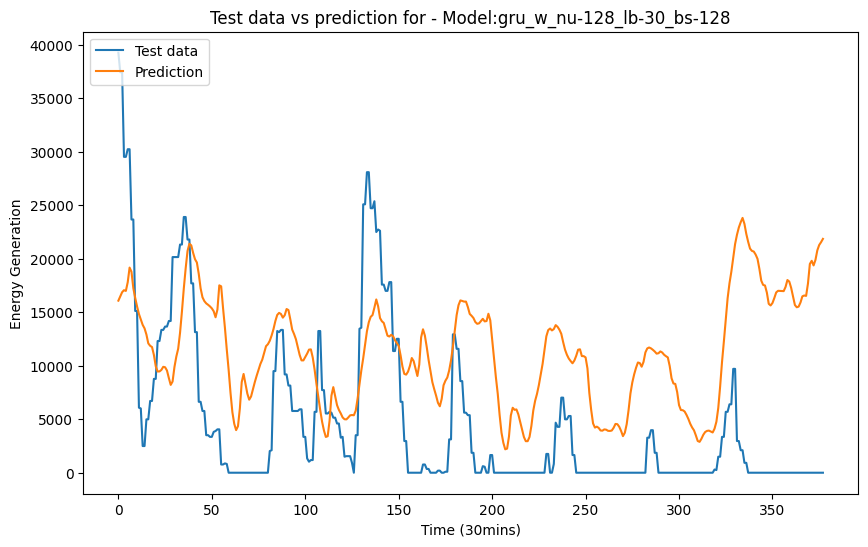 Test data vs prediction for - Model:gru_w_nu-128_lb-30_bs-128
Test data
Prediction
40000
35000
30000
25000
20000
15000
10000
5000
0
Energy Generation
0 50 100 150 200 250 300 350
Time (30mins)